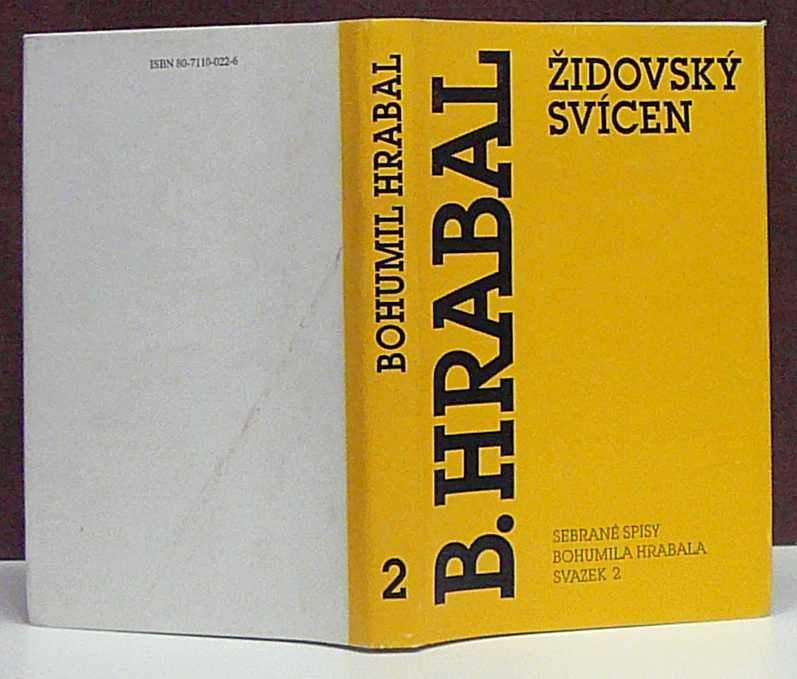 ISBN 80-7110-022-6
BOHUMIL HRABAL
2
B. HRABAL
ŽIDOVSKÝ
SVÍCEN
SEBRANÉ SPISY
BOHUMILA HRABALA
SVAZEK 2